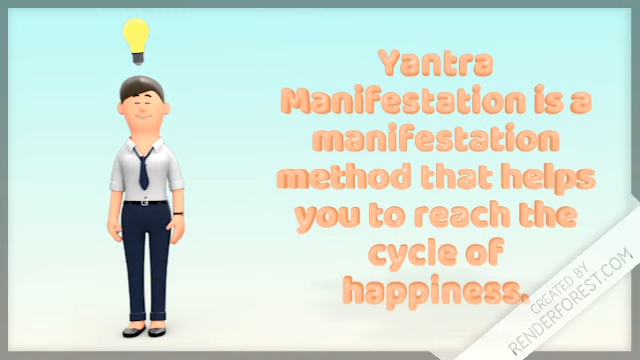 Yantra
Manifestation is a
manifestation
method that helps
you to reach the
cycle of
happiness.
CREATED BY
RENDERFOREST.COM